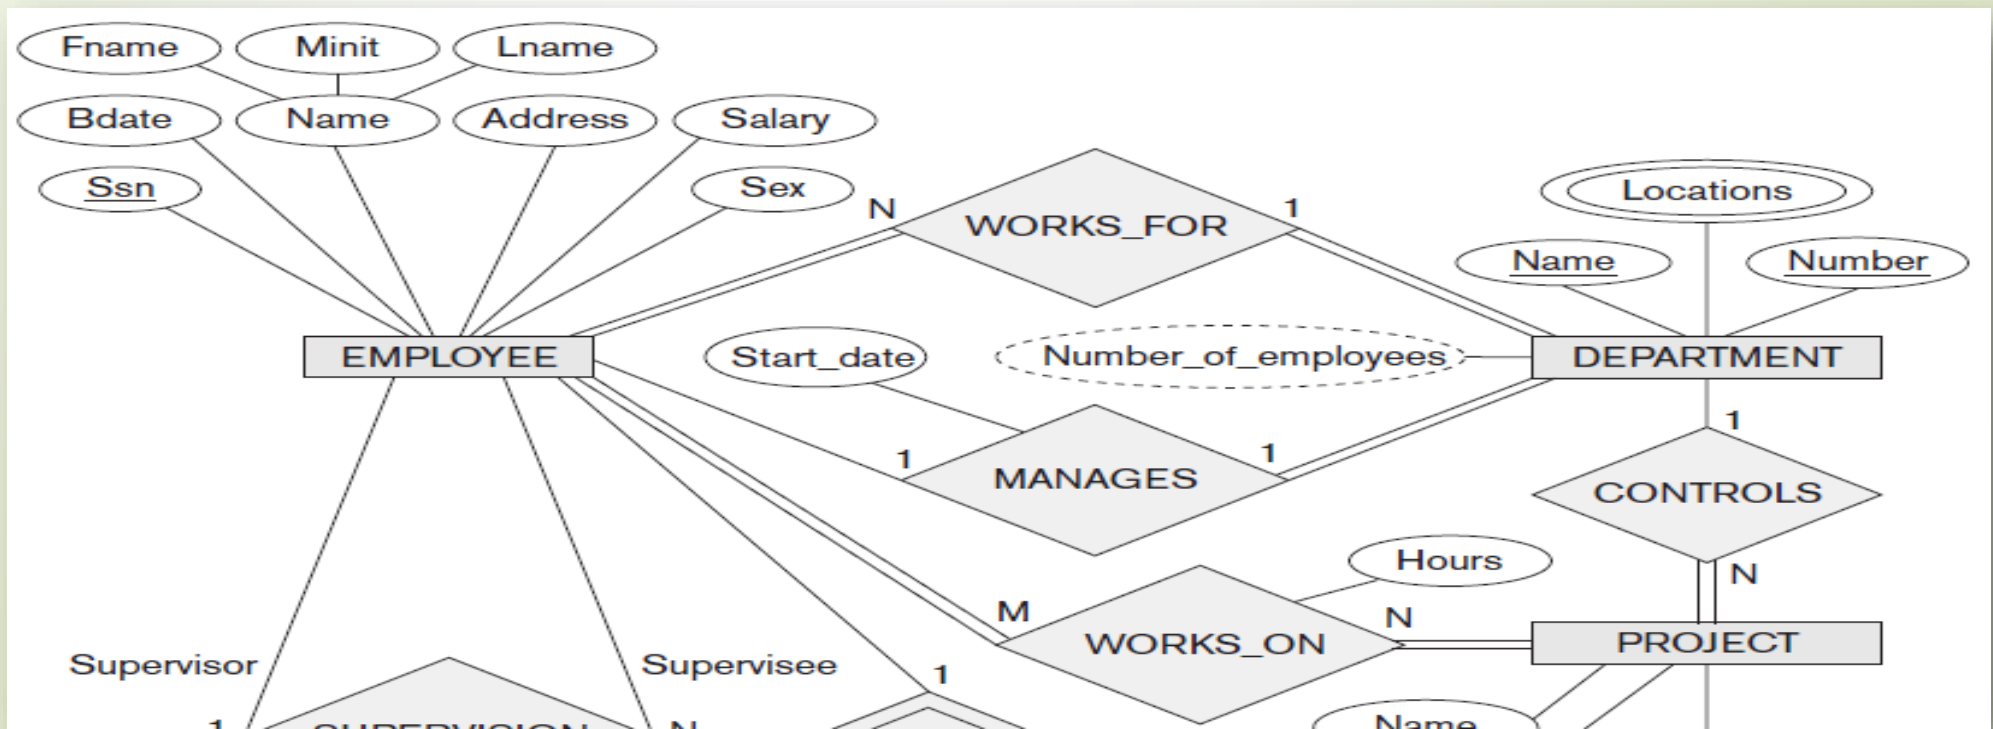 Fname Minit Lname
Bdate Name Address Salary
Ssn Sex
N WORKS_FOR 1
Locations
Name Number
EMPLOYEE
Start_date
Number_of_employees
DEPARTMENT
1 MANAGES 1
1
CONTROLS
N
Hours
M WORKS_ON N
PROJECT
Supervisor
Supervisee
1
1 SUPERVISION N
Name